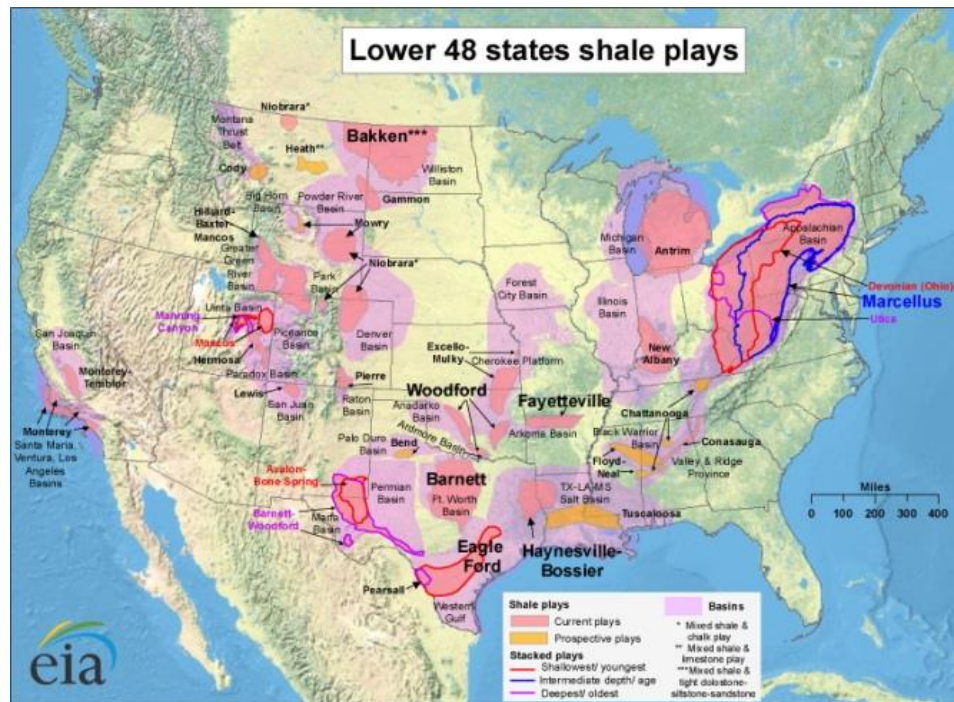 Lower 48 states shale plays
Niobrara*
Montana
Thrust
Belt
Bakken***
Heath**
Cody
Williston
Basin
Big Horn
Basin
Powder River
Basin
Gammon
Hilliard-
Baxter
Mancos
Mowry
Greater
Green
River
Basin
Niobrara*
Park
Basin
Michigan
Basin
Antrim
Appalachian
Basin
Devonian (Ohio)
Marcellus
Utica
Forest
City Basin
Illinois
Basin
Uinta Basin
Manning
Canyon
Mancos
Piceance
Basin
Denver
Basin
San Joaquin
Basin
Hermosa
Excello-
Mulky
Cherokee Platform
New
Albany
Monterey-
Temblor
Paradox Basin
Lewis
Pierre
Raton
Basin
San Juan
Basin
Woodford
Anadarko
Basin
Fayetteville
Chattanooga
Monterey
Santa Maria,
Ventura, Los
Angeles
Basins
Palo Duro
Basin
Bend
Ardmore Basin
Arkoma Basin
Black Warrior
Basin
Conasauga
Floyd-
Neal
Valley & Ridge
Province
Avalon-
Bone Spring
Permian
Basin
Barnett
Ft. Worth
Basin
TX-LA-MS
Salt Basin
Tuscaloosa
Miles
0 100 200 300 400
Barnett-
Woodford
Marfa
Basin
Eagle
Ford
Haynesville-
Bossier
Pearsall
Western
Gulf
Shale plays
Current plays
Prospective plays
Stacked plays
Shallowest/ youngest
Intermediate depth/ age
Deepest/ oldest
Basins
* Mixed shale &
chalk play
** Mixed shale &
limestone play
***Mixed shale &
tight dolostone-
siltstone-sandstone
eia